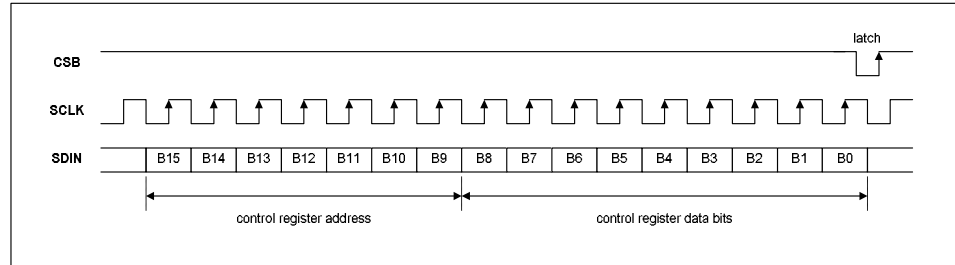 latch
CSB
SCLK
SDIN B15 B14 B13 B12 B11 B10 B9 B8 B7 B6 B5 B4 B3 B2 B1 B0
control register address control register data bits